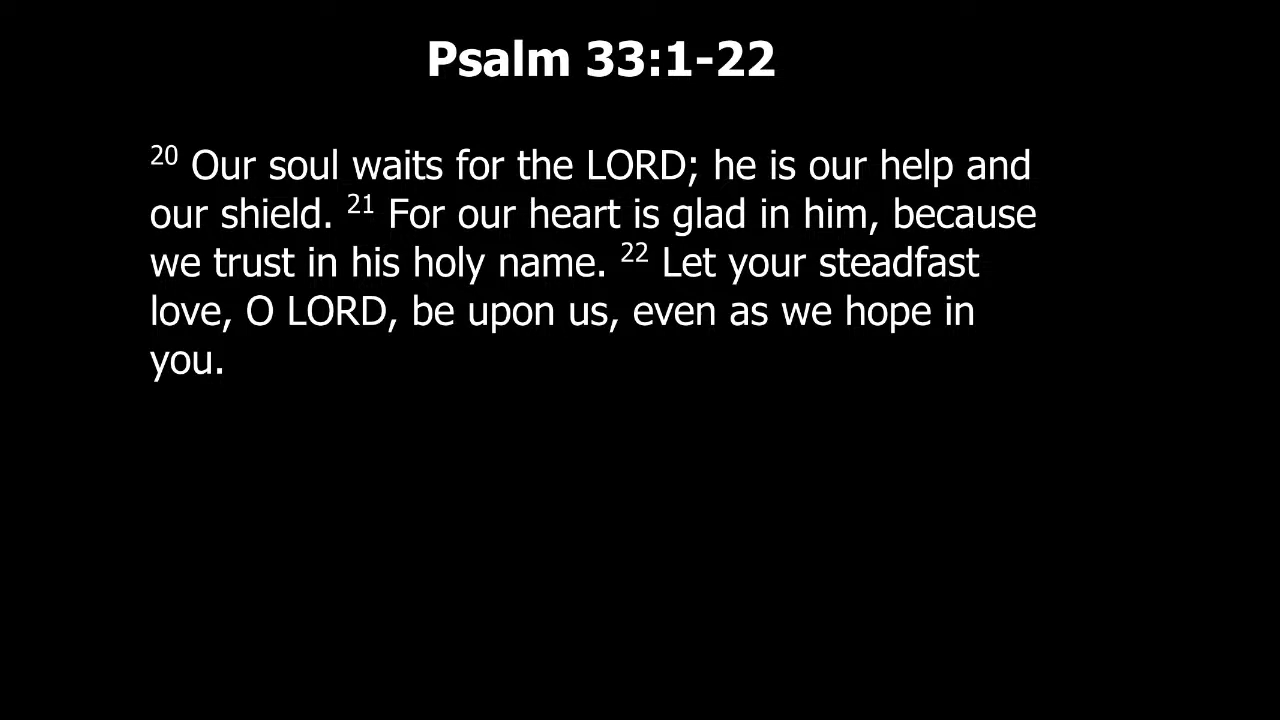 Psalm 33:1-22
20 Our soul waits for the LORD; he is our help and
our shield. 21 For our heart is glad in him, because
we trust in his holy name. 22 Let your steadfast
love, O LORD, be upon us, even as we hope in
you.